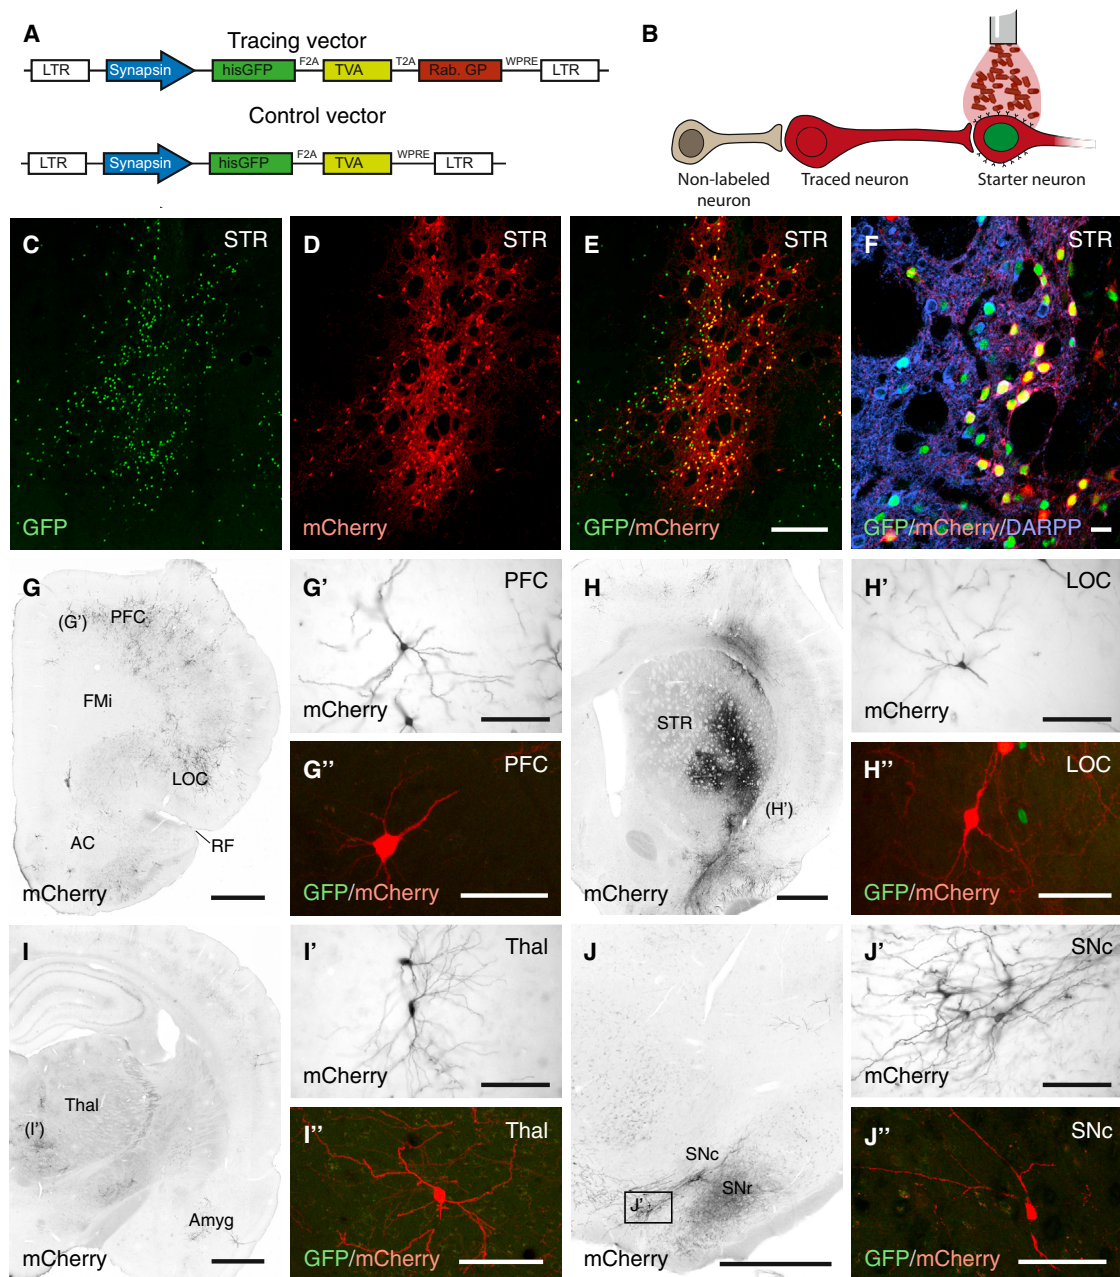 A
Tracing vector
LTR
Synapsin
hisGFP
F2A
TVA
T2A
Rab. GP
WPRE
LTR
Control vector
LTR
Synapsin
hisGFP
F2A
TVA
WPRE
LTR
B
Non-labeled
neuron
Traced neuron
Starter neuron
C
STR
GFP
D
STR
mCherry
E
STR
GFP/mCherry
F
STR
GFP/mCherry/DARPP
G
(G')
PFC
FMi
LOC
AC
RF
mCherry
G'
PFC
mCherry
G''
PFC
GFP/mCherry
H
STR
(H')
mCherry
H'
LOC
mCherry
H''
LOC
GFP/mCherry
I
Thal
(I')
Amyg
mCherry
I'
Thal
mCherry
I''
Thal
GFP/mCherry
J
SNc
SNr
J'
mCherry
J'
SNc
mCherry
J''
SNc
GFP/mCherry